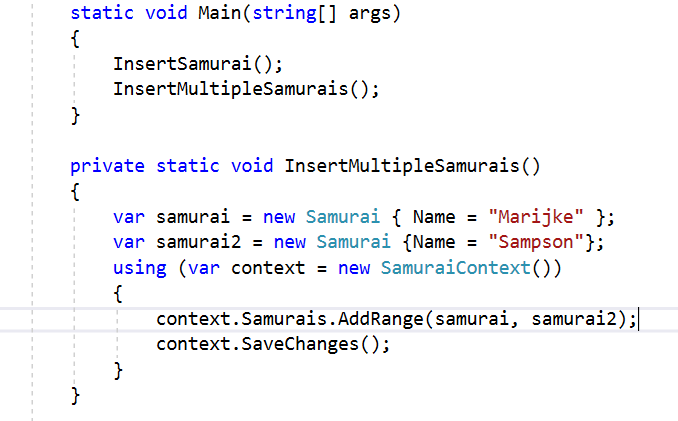 static void Main(string[] args)
{
    InsertSamurai();
    InsertMultipleSamurais();
}

private static void InsertMultipleSamurais()
{
    var samurai = new Samurai { Name = "Marijke" };
    var samurai2 = new Samurai {Name = "Sampson"};
    using (var context = new SamuraiContext())
    {
        context.Samurais.AddRange(samurai, samurai2);
        context.SaveChanges();
    }
}